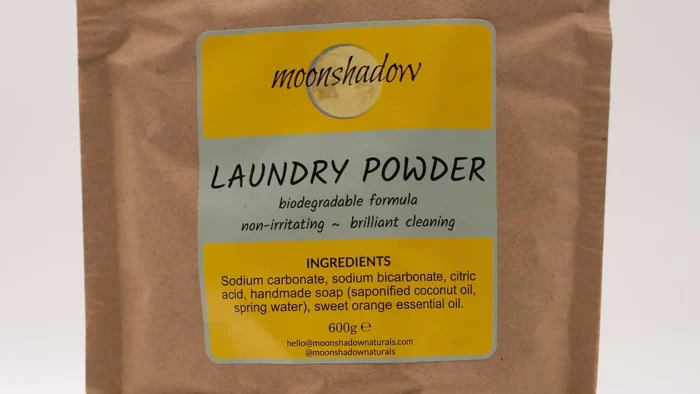 moonshadow
LAUNDRY POWDER
biodegradable formula
non-irritating ~ brilliant cleaning
INGREDIENTS
Sodium carbonate, sodium bicarbonate, citric
acid, handmade soap (saponified coconut oil,
spring water), sweet orange essential oil.
600g ℮
hello@moonshadownaturals.com
@moonshadownaturals